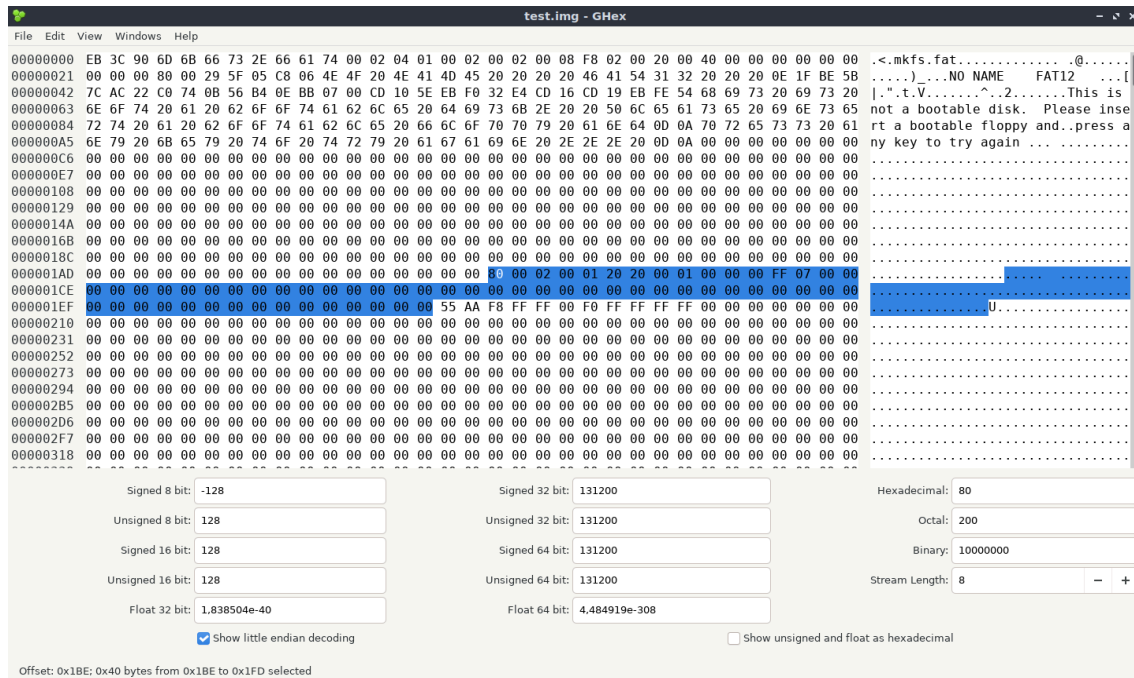 test.img - GHex
File Edit View Windows Help
00000000 EB 3C 90 6D 6B 66 73 2E 66 61 74 00 02 04 01 00 02 00 02 00 08 F8 02 00 20 00 40 00 00 00 00 00 00 .<.mkfs.fat............. .@......
00000021 00 00 00 80 00 29 5F 05 C8 06 4E 4F 20 4E 41 4D 45 20 20 20 20 46 41 54 31 32 20 20 20 0E 1F BE 5B .....)_...NO NAME    FAT12   ...[
00000042 7C AC 22 C0 74 0B 56 B4 0E BB 07 00 CD 10 5E EB F0 32 E4 CD 16 CD 19 EB FE 54 68 69 73 20 69 73 20 |.".t.V.......^..2.......This is
00000063 6E 6F 74 20 61 20 62 6F 6F 74 61 62 6C 65 20 64 69 73 6B 2E 20 20 50 6C 65 61 73 65 20 69 6E 73 65 not a bootable disk.  Please inse
00000084 72 74 20 61 20 62 6F 6F 74 61 62 6C 65 20 66 6C 6F 70 70 79 20 61 6E 64 0D 0A 70 72 65 73 73 20 61 rt a bootable floppy and..press a
000000A5 6E 79 20 6B 65 79 20 74 6F 20 74 72 79 20 61 67 61 69 6E 20 2E 2E 2E 20 0D 0A 00 00 00 00 00 00 00 ny key to try again ... .........
000000C6 00 00 00 00 00 00 00 00 00 00 00 00 00 00 00 00 00 00 00 00 00 00 00 00 00 00 00 00 00 00 00 00 00 .................................
000000E7 00 00 00 00 00 00 00 00 00 00 00 00 00 00 00 00 00 00 00 00 00 00 00 00 00 00 00 00 00 00 00 00 00 .................................
00000108 00 00 00 00 00 00 00 00 00 00 00 00 00 00 00 00 00 00 00 00 00 00 00 00 00 00 00 00 00 00 00 00 00 .................................
00000129 00 00 00 00 00 00 00 00 00 00 00 00 00 00 00 00 00 00 00 00 00 00 00 00 00 00 00 00 00 00 00 00 00 .................................
0000014A 00 00 00 00 00 00 00 00 00 00 00 00 00 00 00 00 00 00 00 00 00 00 00 00 00 00 00 00 00 00 00 00 00 .................................
0000016B 00 00 00 00 00 00 00 00 00 00 00 00 00 00 00 00 00 00 00 00 00 00 00 00 00 00 00 00 00 00 00 00 00 .................................
0000018C 00 00 00 00 00 00 00 00 00 00 00 00 00 00 00 00 00 00 00 00 00 00 00 00 00 00 00 00 00 00 00 00 00 .................................
000001AD 00 00 00 00 00 00 00 00 00 00 00 00 00 00 00 00 00 80 00 02 00 01 20 20 00 01 00 00 00 FF 07 00 00 ......................  .........
000001CE 00 00 00 00 00 00 00 00 00 00 00 00 00 00 00 00 00 00 00 00 00 00 00 00 00 00 00 00 00 00 00 00 00 .................................
000001EF 00 00 00 00 00 00 00 00 00 00 00 00 00 00 00 55 AA F8 FF FF 00 F0 FF FF FF FF 00 00 00 00 00 00 00 ...............U.................
00000210 00 00 00 00 00 00 00 00 00 00 00 00 00 00 00 00 00 00 00 00 00 00 00 00 00 00 00 00 00 00 00 00 00 .................................
00000231 00 00 00 00 00 00 00 00 00 00 00 00 00 00 00 00 00 00 00 00 00 00 00 00 00 00 00 00 00 00 00 00 00 .................................
00000252 00 00 00 00 00 00 00 00 00 00 00 00 00 00 00 00 00 00 00 00 00 00 00 00 00 00 00 00 00 00 00 00 00 .................................
00000273 00 00 00 00 00 00 00 00 00 00 00 00 00 00 00 00 00 00 00 00 00 00 00 00 00 00 00 00 00 00 00 00 00 .................................
00000294 00 00 00 00 00 00 00 00 00 00 00 00 00 00 00 00 00 00 00 00 00 00 00 00 00 00 00 00 00 00 00 00 00 .................................
000002B5 00 00 00 00 00 00 00 00 00 00 00 00 00 00 00 00 00 00 00 00 00 00 00 00 00 00 00 00 00 00 00 00 00 .................................
000002D6 00 00 00 00 00 00 00 00 00 00 00 00 00 00 00 00 00 00 00 00 00 00 00 00 00 00 00 00 00 00 00 00 00 .................................
000002F7 00 00 00 00 00 00 00 00 00 00 00 00 00 00 00 00 00 00 00 00 00 00 00 00 00 00 00 00 00 00 00 00 00 .................................
00000318 00 00 00 00 00 00 00 00 00 00 00 00 00 00 00 00 00 00 00 00 00 00 00 00 00 00 00 00 00 00 00 00 00 .................................
Signed 8 bit: -128 Signed 32 bit: 131200 Hexadecimal: 80
Unsigned 8 bit: 128 Unsigned 32 bit: 131200 Octal: 200
Signed 16 bit: 128 Signed 64 bit: 131200 Binary: 10000000
Unsigned 16 bit: 128 Unsigned 64 bit: 131200 Stream Length: 8 − +
Float 32 bit: 1,838504e-40 Float 64 bit: 4,484919e-308
Show little endian decoding Show unsigned and float as hexadecimal
Offset: 0x1BE; 0x40 bytes from 0x1BE to 0x1FD selected